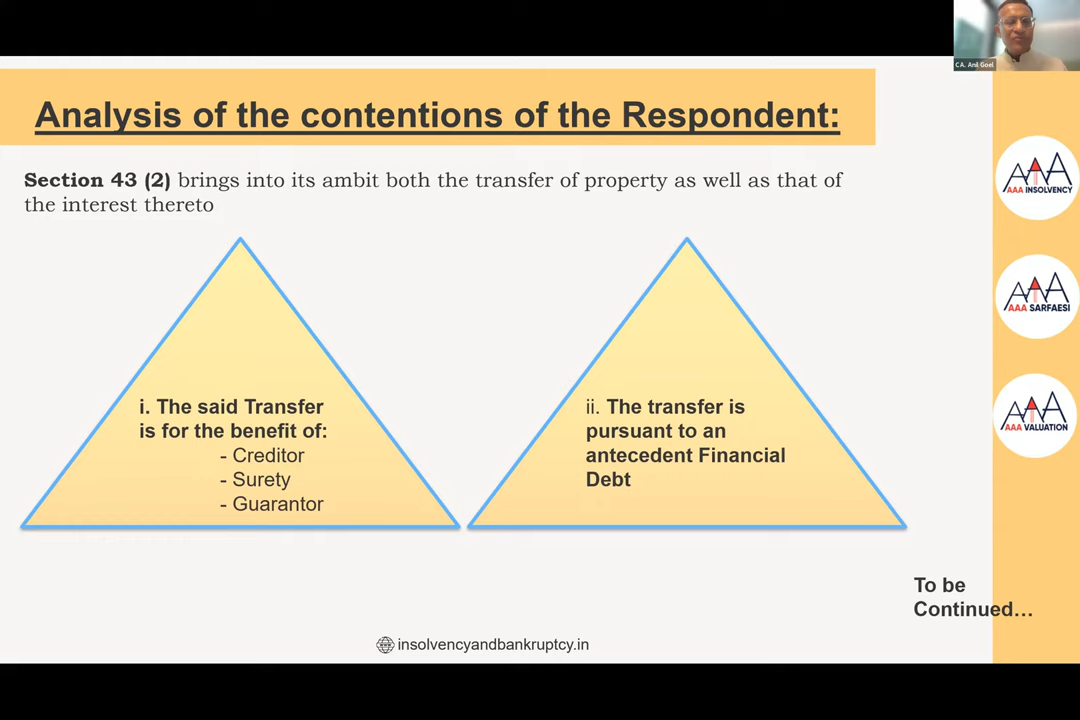 C.A. Anil Goel
Analysis of the contentions of the Respondent:
Section 43 (2) brings into its ambit both the transfer of property as well as that of
the interest thereto
i. The said Transfer
is for the benefit of:
- Creditor
- Surety
- Guarantor
ii. The transfer is
pursuant to an
antecedent Financial
Debt
AAA INSOLVENCY
AAA SARFAESI
AAA VALUATION
To be
Continued…
insolvencyandbankruptcy.in